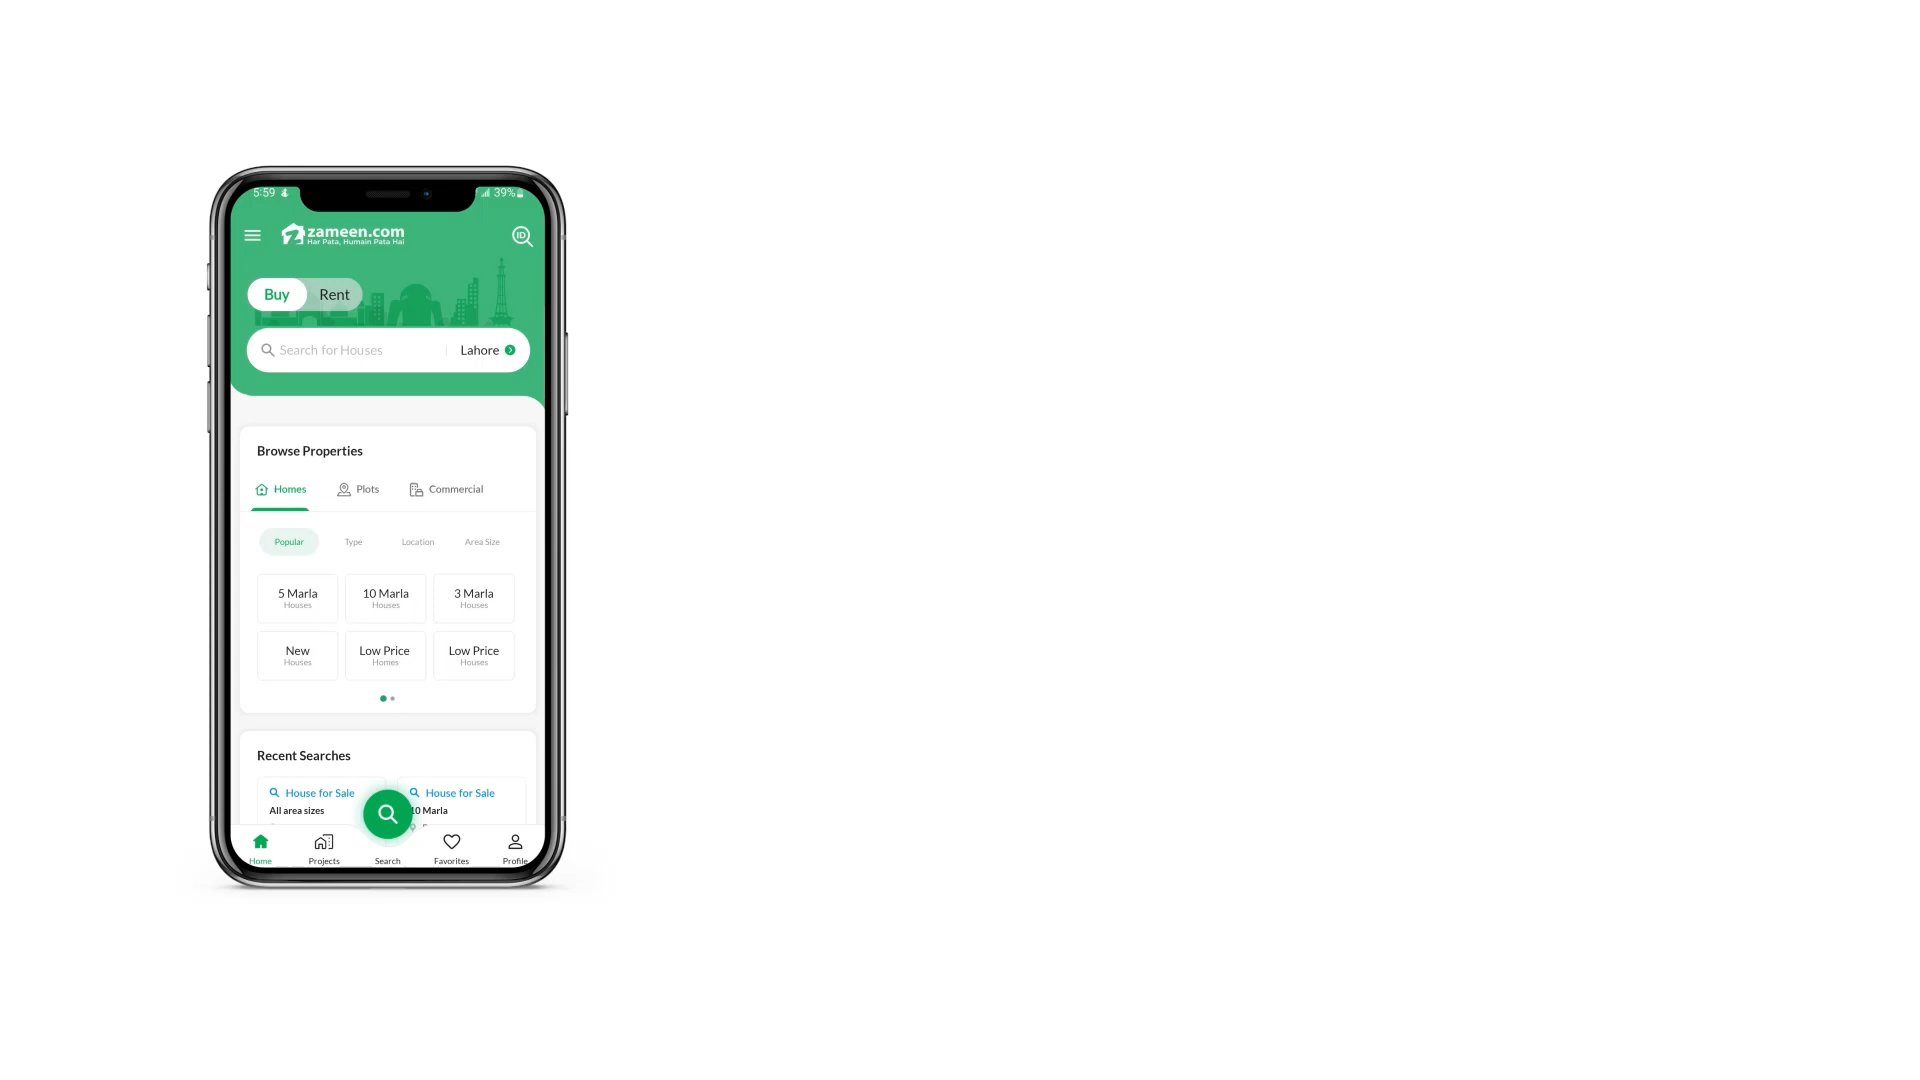 5:59 39%
zameen.com
Har Pata, Humain Pata Hai
ID
Buy Rent
Search for Houses Lahore
Browse Properties
Homes Plots Commercial
Popular Type Location Area Size
5 Marla 10 Marla 3 Marla
Houses Houses Houses
New Low Price Low Price
Houses Homes Houses
Recent Searches
House for Sale House for Sale
All area sizes 10 Marla
Home Projects Search Favorites Profile